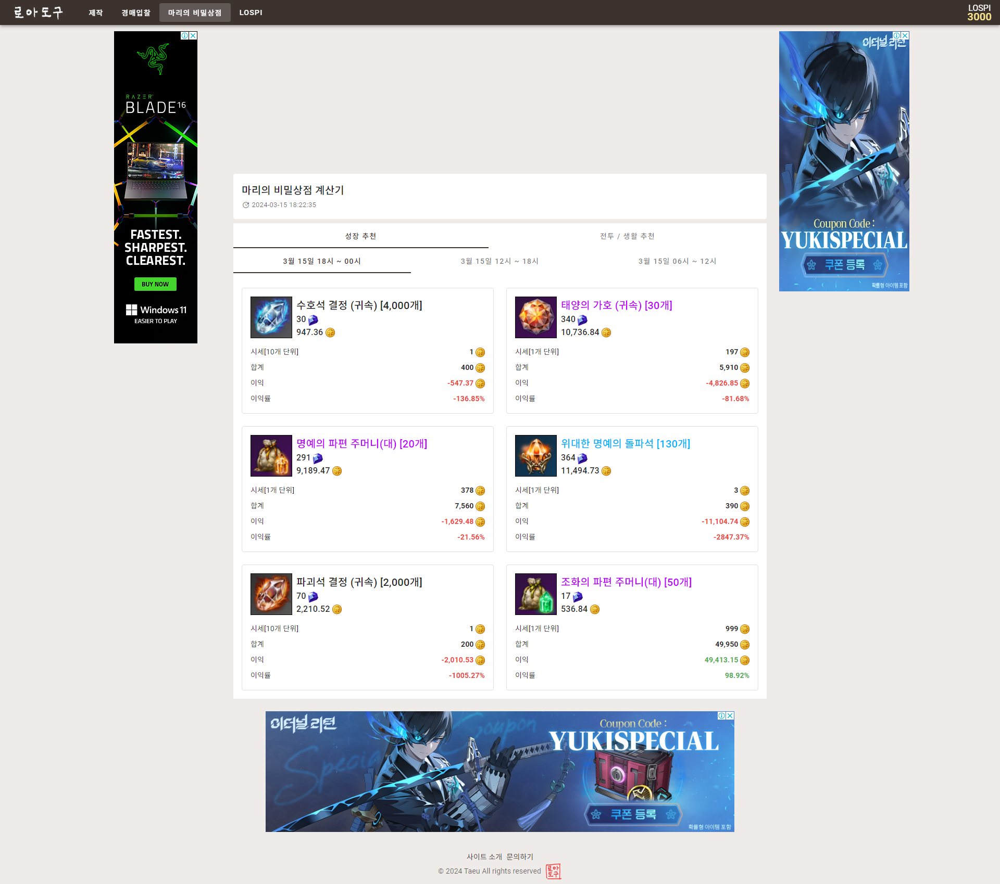 로아도구
제작
경매입찰
마리의 비밀상점
LOSPI
LOSPI
3000
RAZER
BLADE 16
FASTEST.
SHARPEST.
CLEAREST.
BUY NOW
Windows 11
EASIER TO PLAY
이터널 리턴
Coupon Code :
YUKISPECIAL
쿠폰 등록
확률형 아이템 포함
마리의 비밀상점 계산기
2024-03-15 18:22:35
성장 추천
전투 / 생활 추천
3월 15일 18시 ~ 00시
3월 15일 12시 ~ 18시
3월 15일 06시 ~ 12시
수호석 결정 (귀속) [4,000개]
30
947.36
시세[10개 단위] 1
합계 400
이익 -547.37
이익률 -136.85%
태양의 가호 (귀속) [30개]
340
10,736.84
시세[1개 단위] 197
합계 5,910
이익 -4,826.85
이익률 -81.68%
명예의 파편 주머니(대) [20개]
291
9,189.47
시세[1개 단위] 378
합계 7,560
이익 -1,629.48
이익률 -21.56%
위대한 명예의 돌파석 [130개]
364
11,494.73
시세[1개 단위] 3
합계 390
이익 -11,104.74
이익률 -2847.37%
파괴석 결정 (귀속) [2,000개]
70
2,210.52
시세[10개 단위] 1
합계 200
이익 -2,010.53
이익률 -1005.27%
조화의 파편 주머니(대) [50개]
17
536.84
시세[1개 단위] 999
합계 49,950
이익 49,413.15
이익률 98.92%
이터널 리턴
Special Coupon
Coupon Code :
YUKISPECIAL
쿠폰 등록
확률형 아이템 포함
사이트 소개 문의하기
© 2024 Taeu All rights reserved
로아
도구